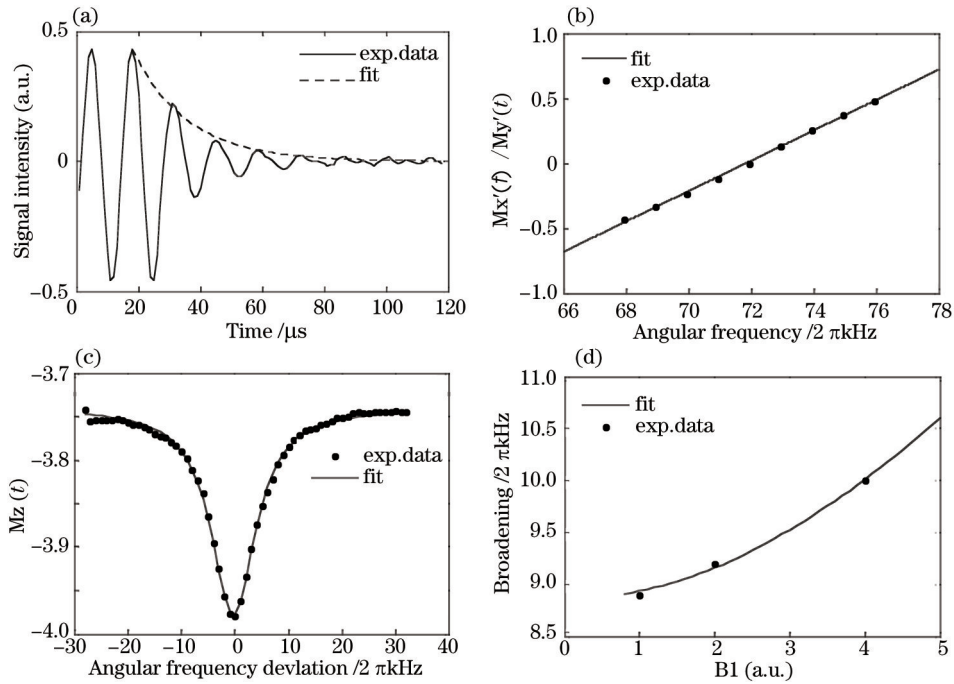 (a)
0.5
exp.data
fit
Signal intensity (a.u.)
0
−0.5
0 20 40 60 80 100 120
Time /μs
(b)
1.0
fit
exp.data
0.5
Mx′(t) /My′(t)
0
−0.5
−1.0
66 68 70 72 74 76 78
Angular frequency /2 πkHz
(c)
−3.7
−3.8
exp.data
fit
Mz (t)
−3.9
−4.0
−30 −20 −10 0 10 20 30 40
Angular frequency devlation /2 πkHz
(d)
11.0
fit
exp.data
10.5
Broadening /2 πkHz
10.0
9.5
9.0
8.5
0 1 2 3 4 5
B1 (a.u.)